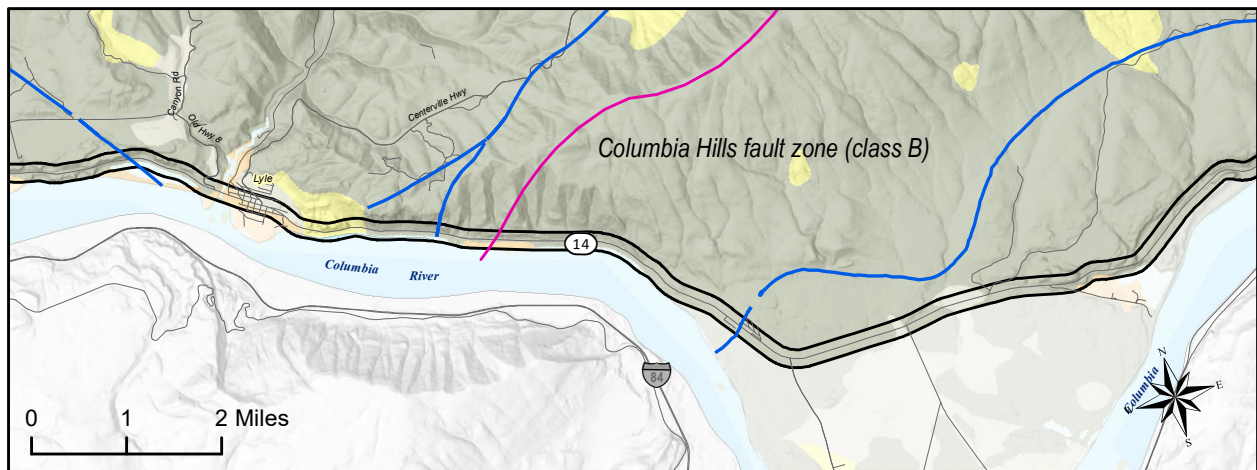 Canyon Rd
Old Hwy 8
Centerville Hwy
Columbia Hills fault zone (class B)
Lyle
14
Columbia River
84
Columbia
N
E
S
0 1 2 Miles